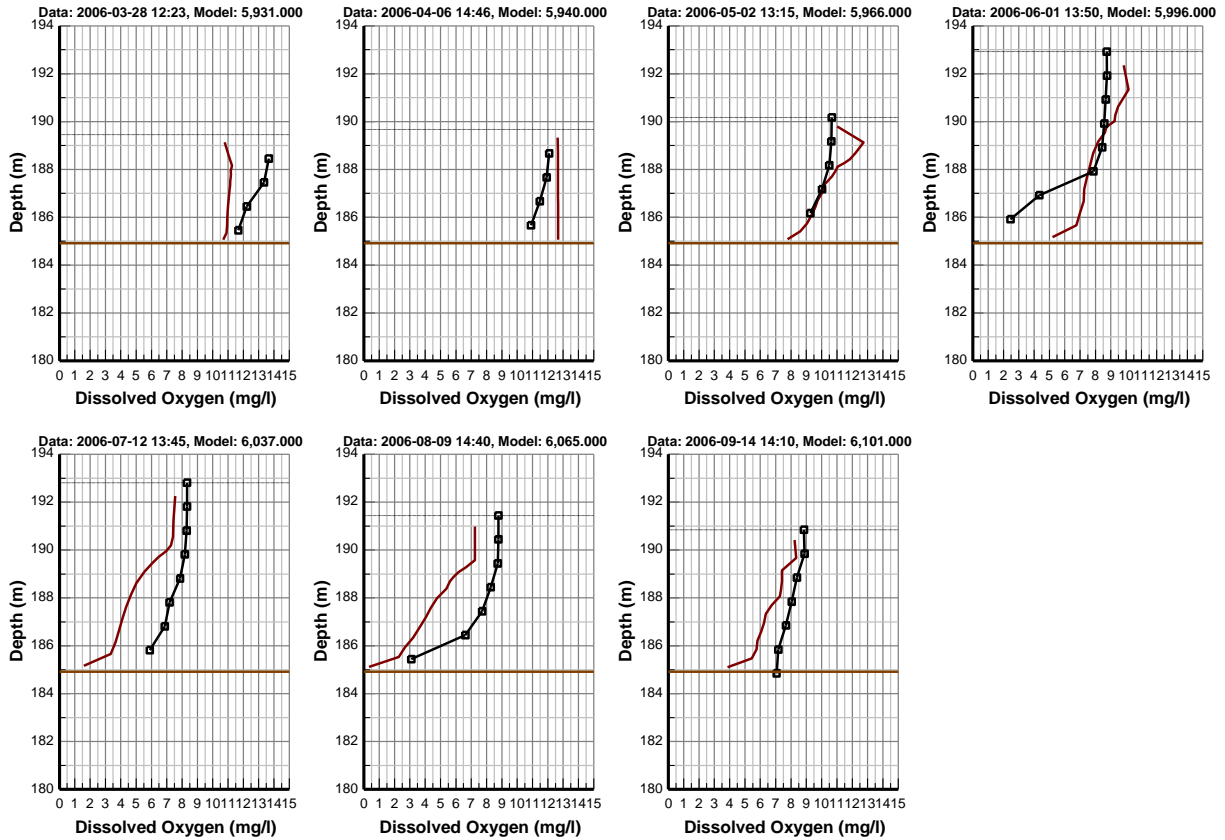 Data: 2006-03-28 12:23, Model: 5,931.000
194
192
190
188
186
184
182
180
Depth (m)
0 1 2 3 4 5 6 7 8 9 10 11 12 13 14 15
Dissolved Oxygen (mg/l)
Data: 2006-04-06 14:46, Model: 5,940.000
194
192
190
188
186
184
182
180
Depth (m)
0 1 2 3 4 5 6 7 8 9 10 11 12 13 14 15
Dissolved Oxygen (mg/l)
Data: 2006-05-02 13:15, Model: 5,966.000
194
192
190
188
186
184
182
180
Depth (m)
0 1 2 3 4 5 6 7 8 9 10 11 12 13 14 15
Dissolved Oxygen (mg/l)
Data: 2006-06-01 13:50, Model: 5,996.000
194
192
190
188
186
184
182
180
Depth (m)
0 1 2 3 4 5 6 7 8 9 10 11 12 13 14 15
Dissolved Oxygen (mg/l)
Data: 2006-07-12 13:45, Model: 6,037.000
194
192
190
188
186
184
182
180
Depth (m)
0 1 2 3 4 5 6 7 8 9 10 11 12 13 14 15
Dissolved Oxygen (mg/l)
Data: 2006-08-09 14:40, Model: 6,065.000
194
192
190
188
186
184
182
180
Depth (m)
0 1 2 3 4 5 6 7 8 9 10 11 12 13 14 15
Dissolved Oxygen (mg/l)
Data: 2006-09-14 14:10, Model: 6,101.000
194
192
190
188
186
184
182
180
Depth (m)
0 1 2 3 4 5 6 7 8 9 10 11 12 13 14 15
Dissolved Oxygen (mg/l)